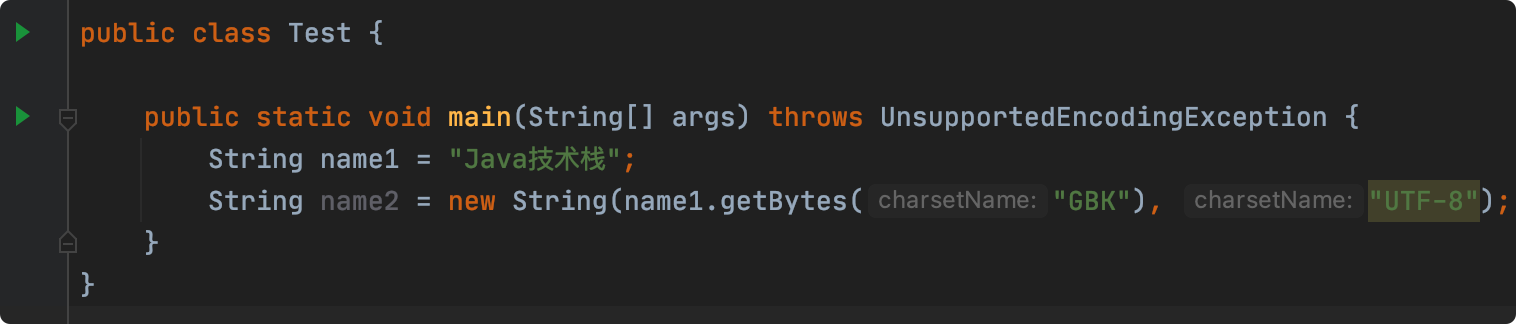 public class Test {
public static void main(String[] args) throws UnsupportedEncodingException {
String name1 = "Java技术栈";
String name2 = new String(name1.getBytes( charsetName: "GBK"), charsetName: "UTF-8");
}
}